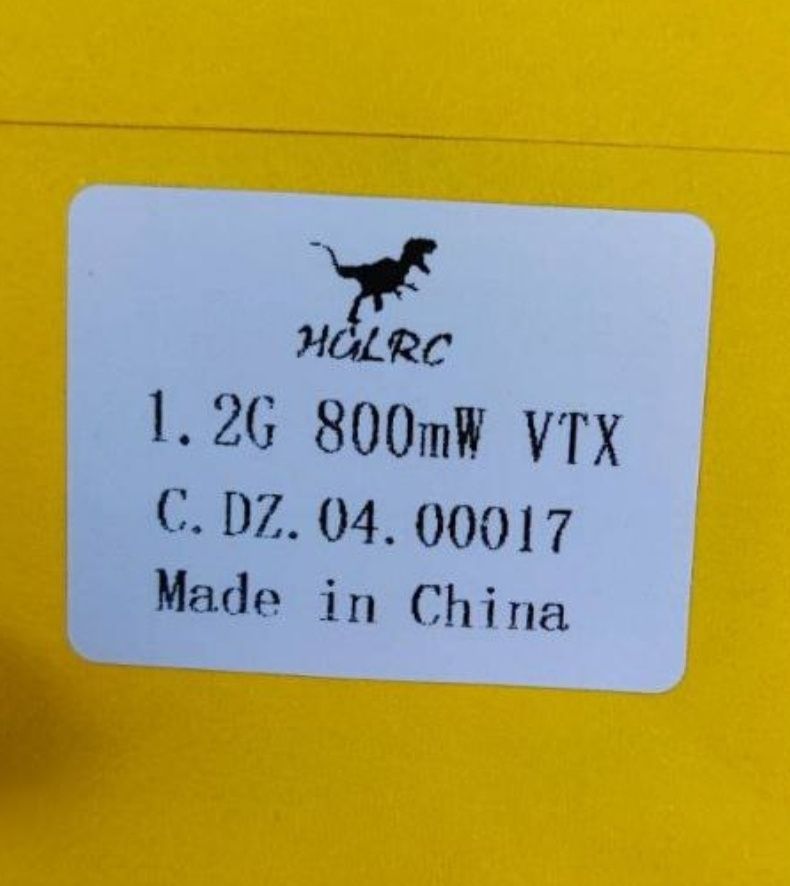 HGLRC
1.2G 800mW VTX
C.DZ.04.00017
Made in China